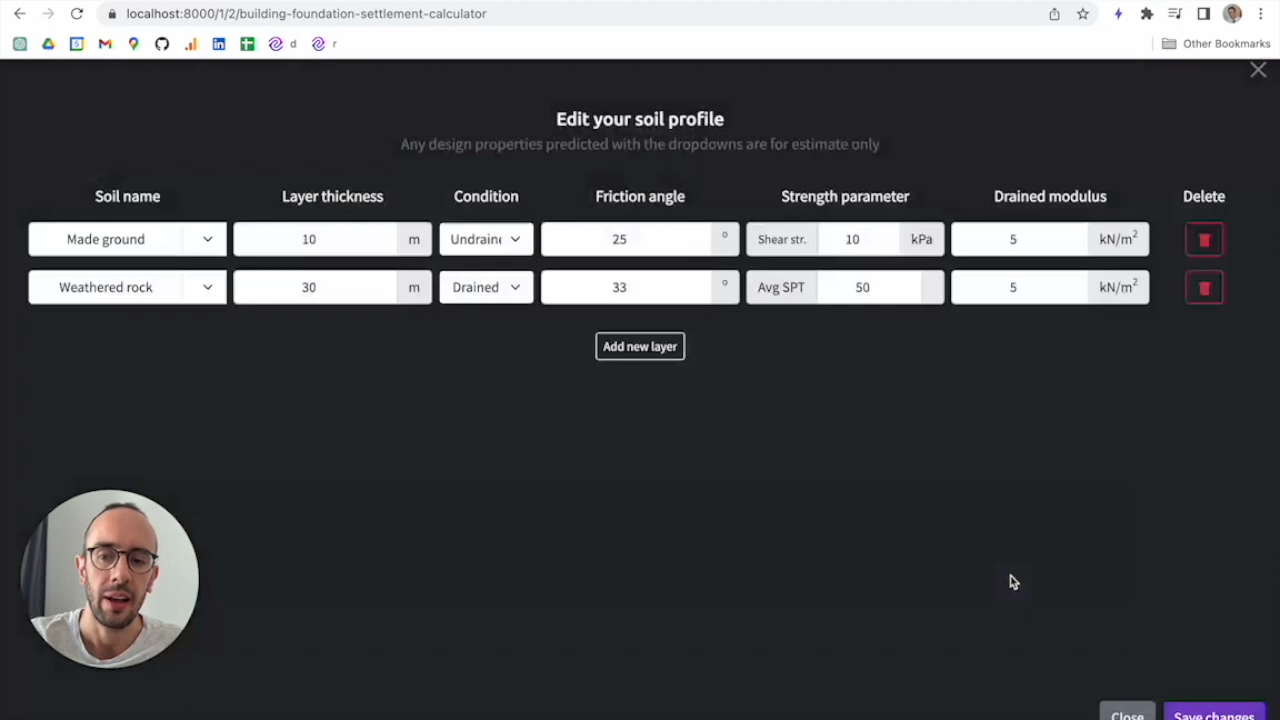 localhost:8000/1/2/building-foundation-settlement-calculator
d r Other Bookmarks
Edit your soil profile
Any design properties predicted with the dropdowns are for estimate only
Soil name Layer thickness Condition Friction angle Strength parameter Drained modulus Delete
Made ground 10 m Undraine 25 º Shear str. 10 kPa 5 kN/m²
Weathered rock 30 m Drained 33 º Avg SPT 50 5 kN/m²
Add new layer
Close Save changes